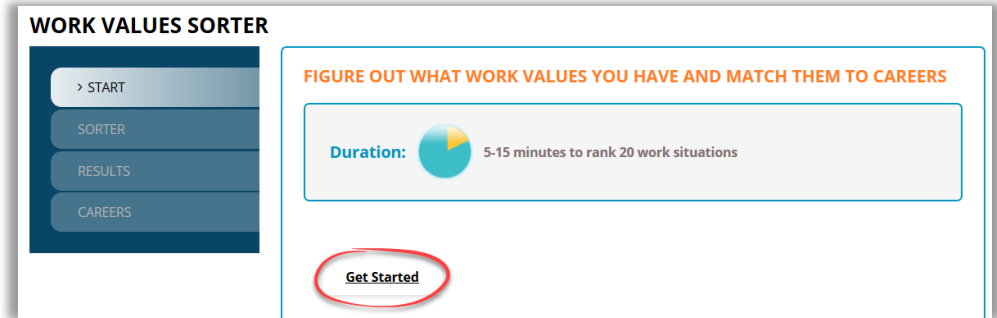 WORK VALUES SORTER
> START
SORTER
RESULTS
CAREERS
FIGURE OUT WHAT WORK VALUES YOU HAVE AND MATCH THEM TO CAREERS
Duration: 5-15 minutes to rank 20 work situations
Get Started